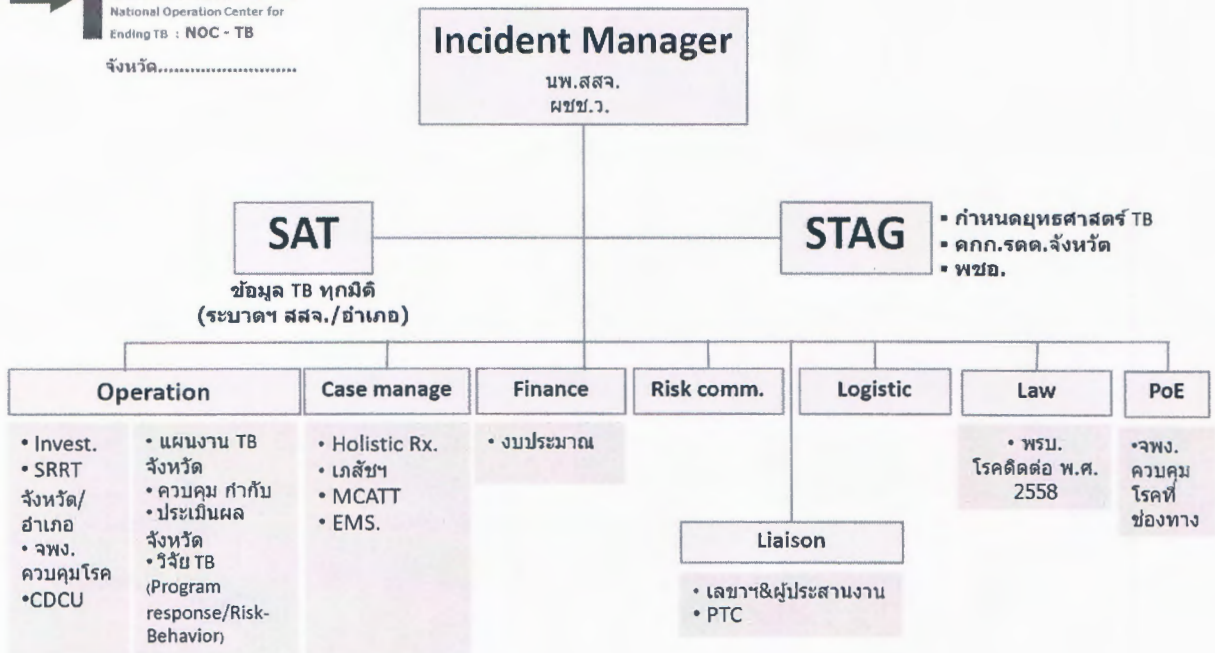 National Operation Center for
Ending TB : NOC - TB
จังหวัด..........................
Incident Manager
นพ.สสจ.
ผชช.ว.
SAT
ข้อมูล TB ทุกมิติ
(ระบาดฯ สสจ./อำเภอ)
STAG
▪ กำหนดยุทธศาสตร์ TB
▪ คกก.รตต.จังหวัด
▪ พชอ.
Operation
• Invest.
• SRRT
จังหวัด/
อำเภอ
• จพง.
ควบคุมโรค
•CDCU
• แผนงาน TB
จังหวัด
• ควบคุม กำกับ
• ประเมินผล
จังหวัด
• วิจัย TB
(Program
response/Risk-
Behavior)
Case manage
• Holistic Rx.
• เภสัชฯ
• MCATT
• EMS.
Finance
• งบประมาณ
Risk comm.
Logistic
Law
• พรบ.
โรคติดต่อ พ.ศ.
2558
PoE
•จพง.
ควบคุม
โรคที่
ช่องทาง
Liaison
• เลขาฯ&ผู้ประสานงาน
• PTC